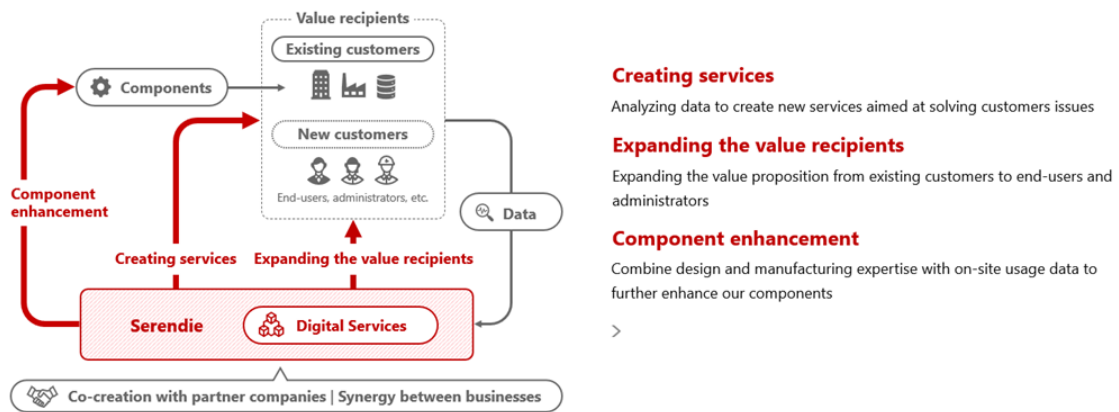 Value recipients
Existing customers
Components
New customers
End-users, administrators, etc.
Component
enhancement
Data
Creating services
Expanding the value recipients
Serendie
Digital Services
Co-creation with partner companies | Synergy between businesses
Creating services
Analyzing data to create new services aimed at solving customers issues
Expanding the value recipients
Expanding the value proposition from existing customers to end-users and
administrators
Component enhancement
Combine design and manufacturing expertise with on-site usage data to
further enhance our components